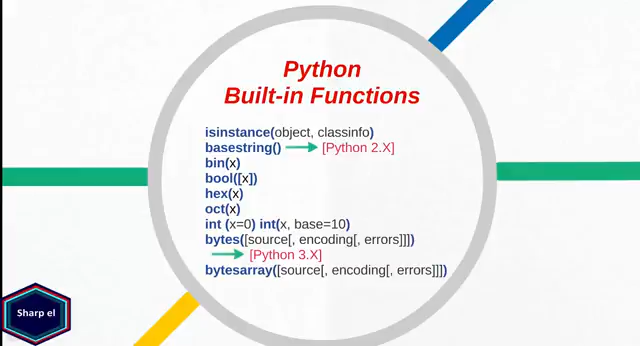 Python
Built-in Functions
isinstance(object, classinfo)
basestring() [Python 2.X]
bin(x)
bool([x])
hex(x)
oct(x)
int (x=0) int(x, base=10)
bytes([source[, encoding[, errors]]])
[Python 3.X]
bytesarray([source[, encoding[, errors]]])
Sharp el